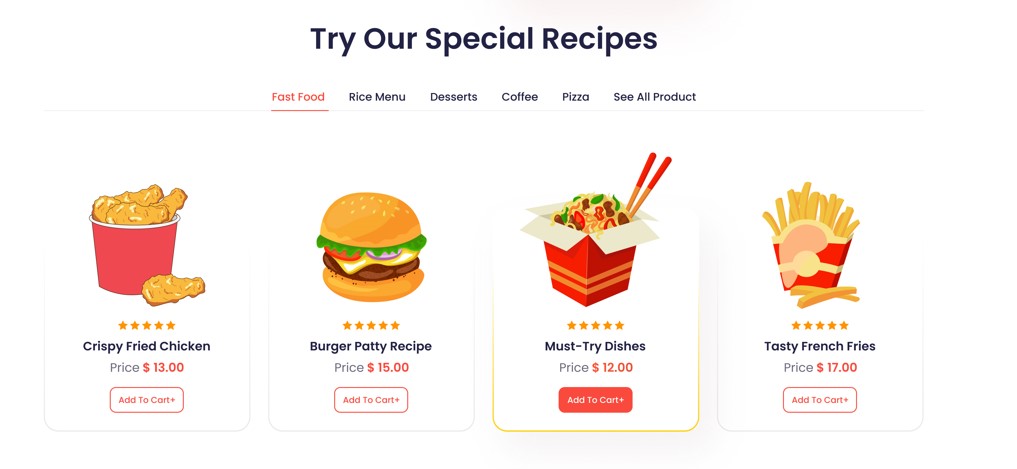 Try Our Special Recipes
Fast Food Rice Menu Desserts Coffee Pizza See All Product
Crispy Fried Chicken
Price $ 13.00
Add To Cart+
Burger Patty Recipe
Price $ 15.00
Add To Cart+
Must-Try Dishes
Price $ 12.00
Add To Cart+
Tasty French Fries
Price $ 17.00
Add To Cart+